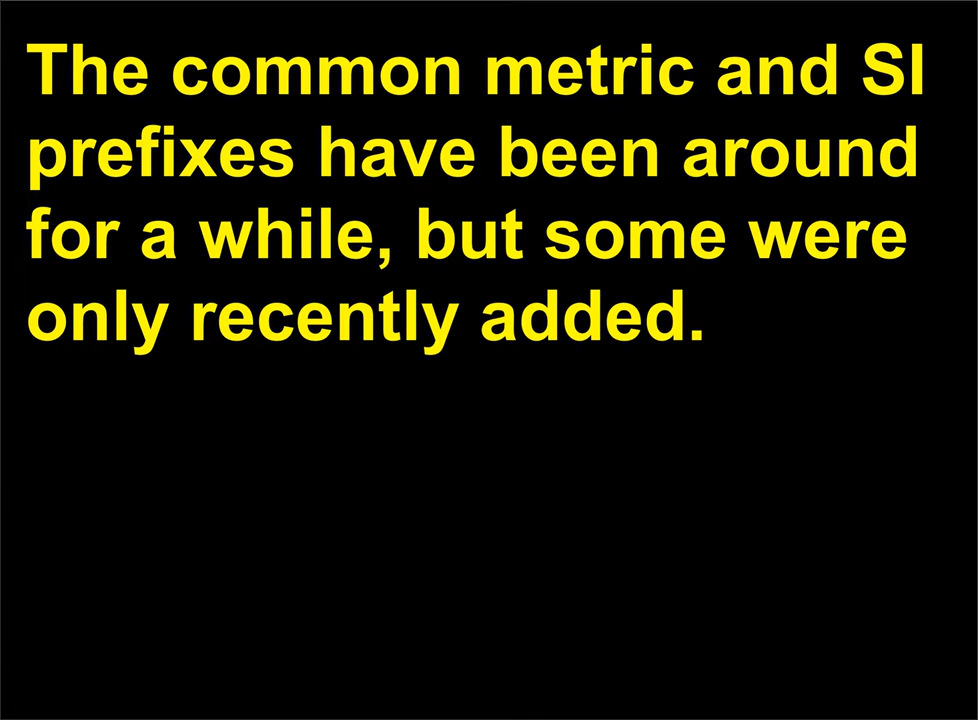 The common metric and SI
prefixes have been around
for a while, but some were
only recently added.